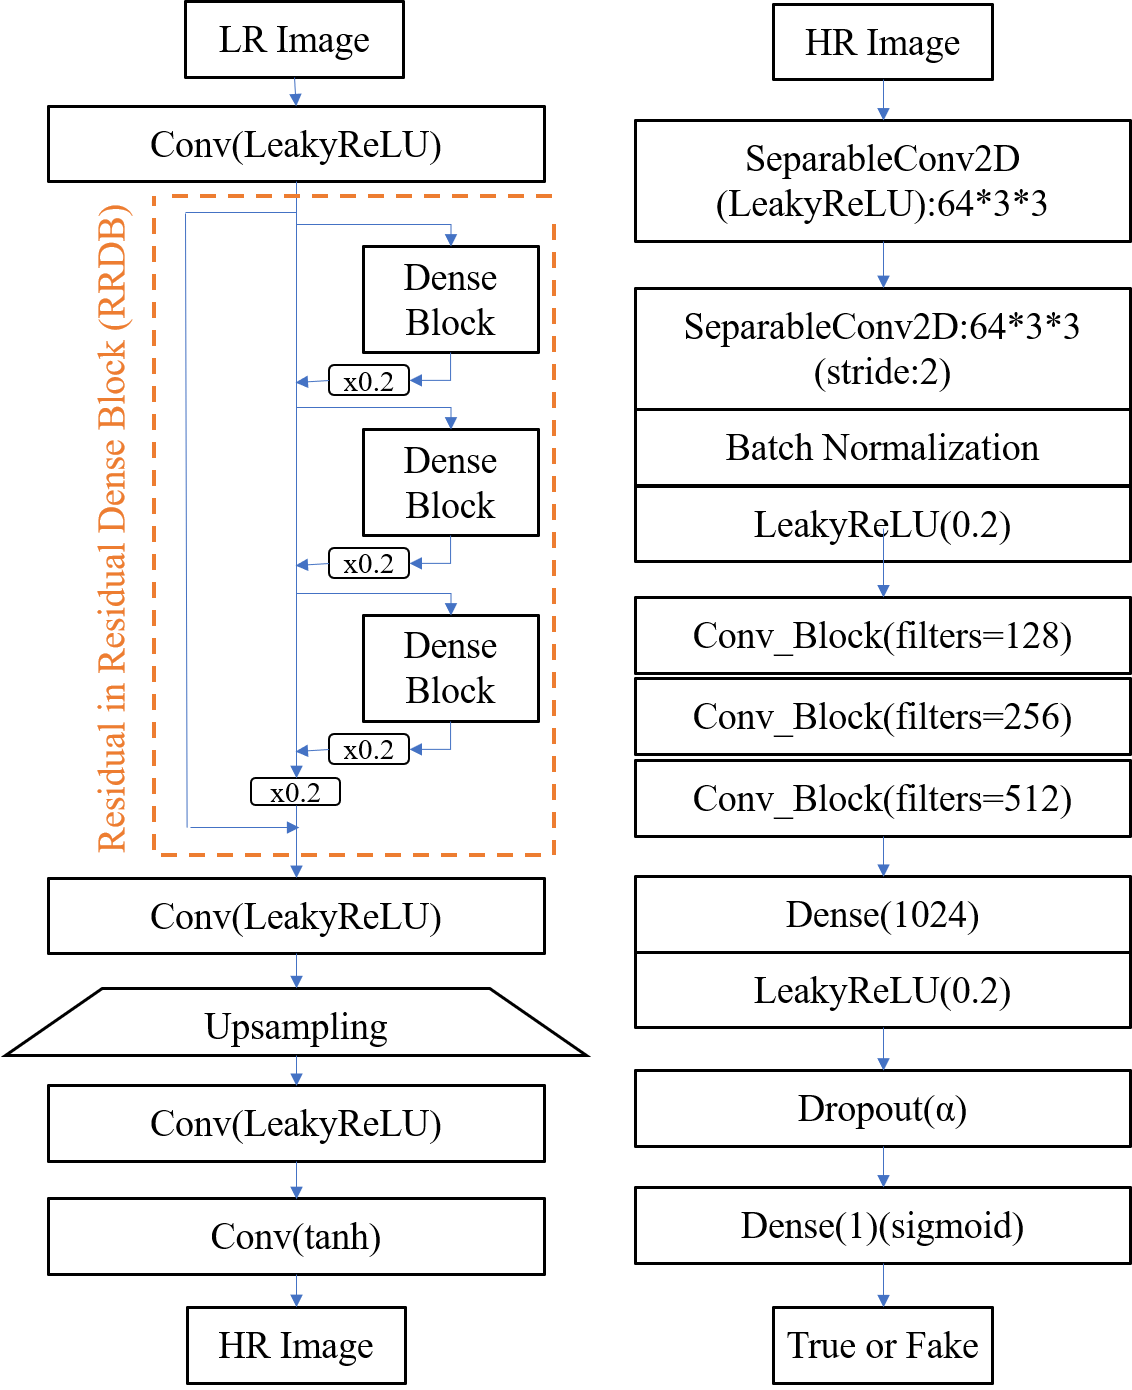 LR Image
Conv(LeakyReLU)
Residual in Residual Dense Block (RRDB)
Dense
Block
x0.2
Dense
Block
x0.2
Dense
Block
x0.2
x0.2
Conv(LeakyReLU)
Upsampling
Conv(LeakyReLU)
Conv(tanh)
HR Image
HR Image
SeparableConv2D
(LeakyReLU):64*3*3
SeparableConv2D:64*3*3
(stride:2)
Batch Normalization
LeakyReLU(0.2)
Conv_Block(filters=128)
Conv_Block(filters=256)
Conv_Block(filters=512)
Dense(1024)
LeakyReLU(0.2)
Dropout(α)
Dense(1)(sigmoid)
True or Fake